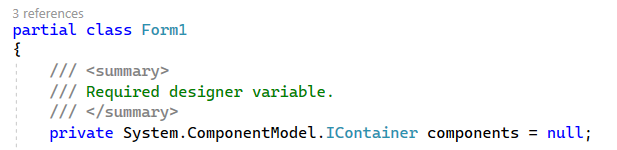 3 references
partial class Form1
{
/// <summary>
/// Required designer variable.
/// </summary>
private System.ComponentModel.IContainer components = null;